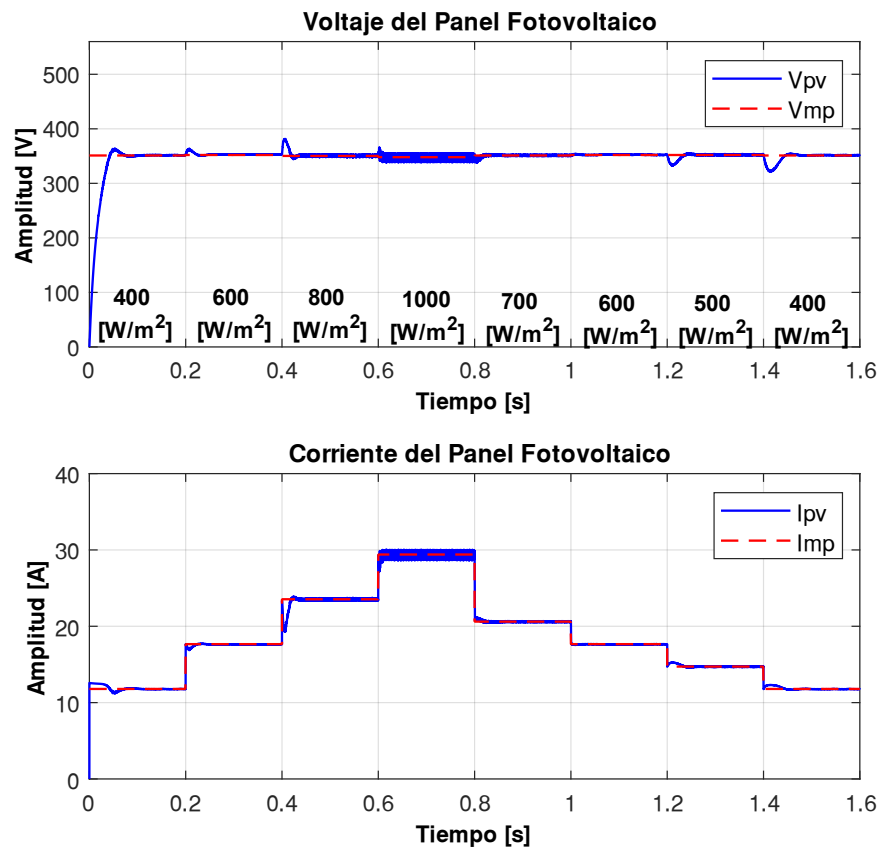 Voltaje del Panel Fotovoltaico
500
400
300
200
100
0
Amplitud [V]
Vpv
Vmp
400 600 800 1000 700 600 500 400
[W/m²] [W/m²] [W/m²] [W/m²] [W/m²] [W/m²] [W/m²] [W/m²]
0 0.2 0.4 0.6 0.8 1 1.2 1.4 1.6
Tiempo [s]
Corriente del Panel Fotovoltaico
40
30
20
10
0
Amplitud [A]
Ipv
Imp
0 0.2 0.4 0.6 0.8 1 1.2 1.4 1.6
Tiempo [s]